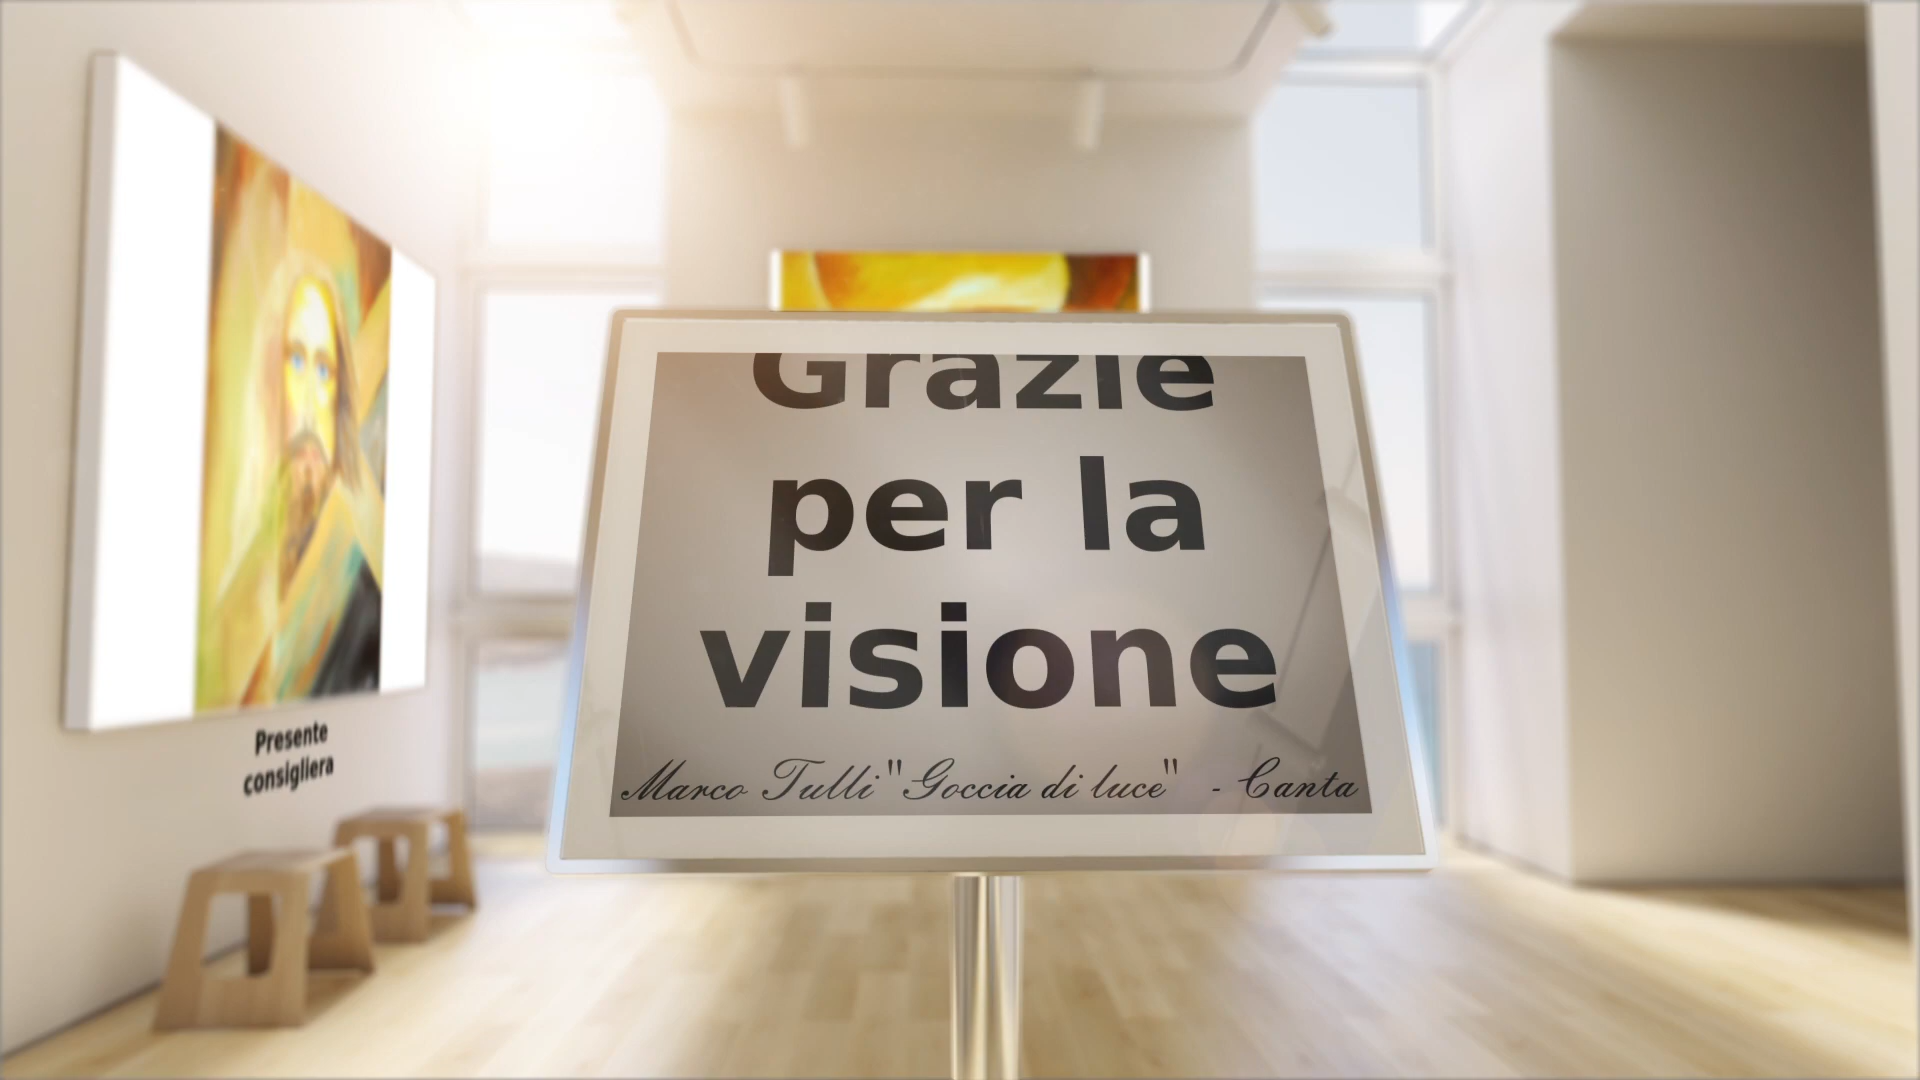 Grazie
per la
visione
Marco Tulli "Goccia di luce" - Canta
Presente
consigliera